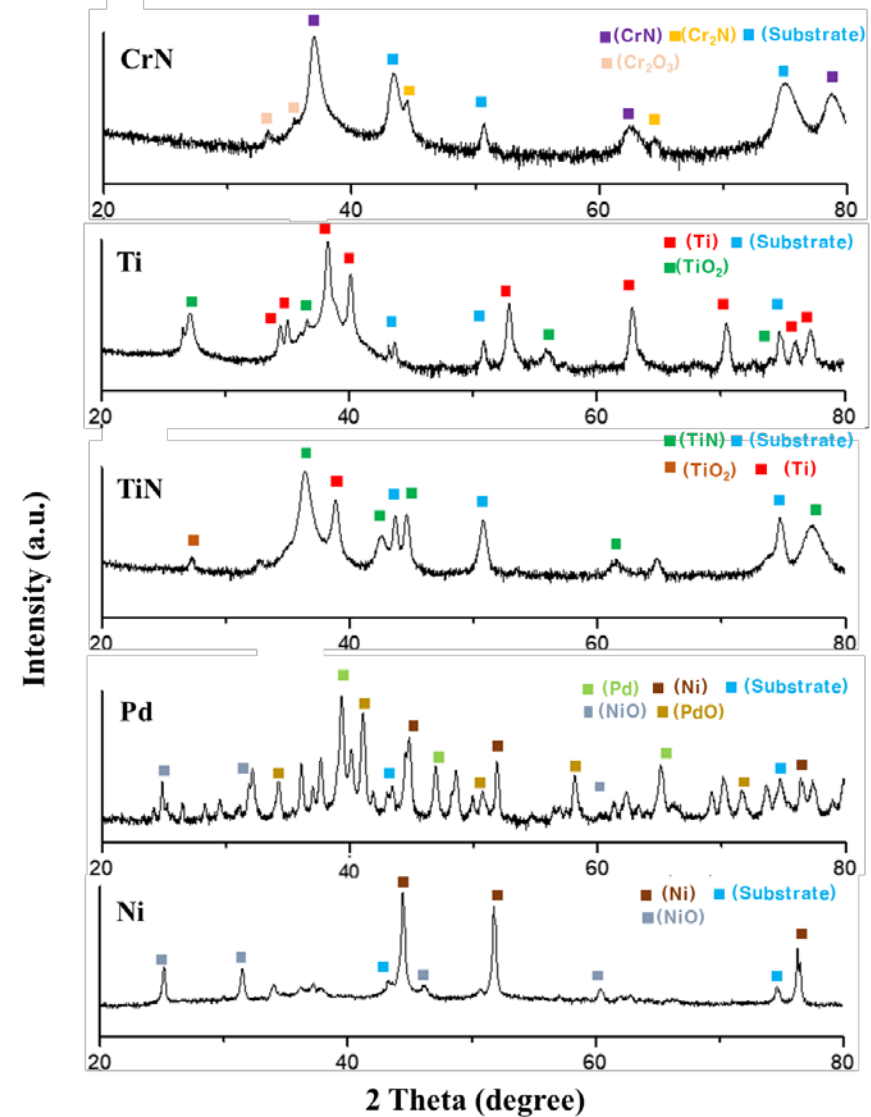 CrN
(CrN) (Cr₂N) (Substrate)
(Cr₂O₃)
20 40 60 80
Ti
(Ti) (Substrate)
(TiO₂)
20 40 60 80
TiN
(TiN) (Substrate)
(TiO₂) (Ti)
20 40 60 80
Intensity (a.u.)
Pd
(Pd) (Ni) (Substrate)
(NiO) (PdO)
20 40 60 80
Ni
(Ni) (Substrate)
(NiO)
20 40 60 80
2 Theta (degree)